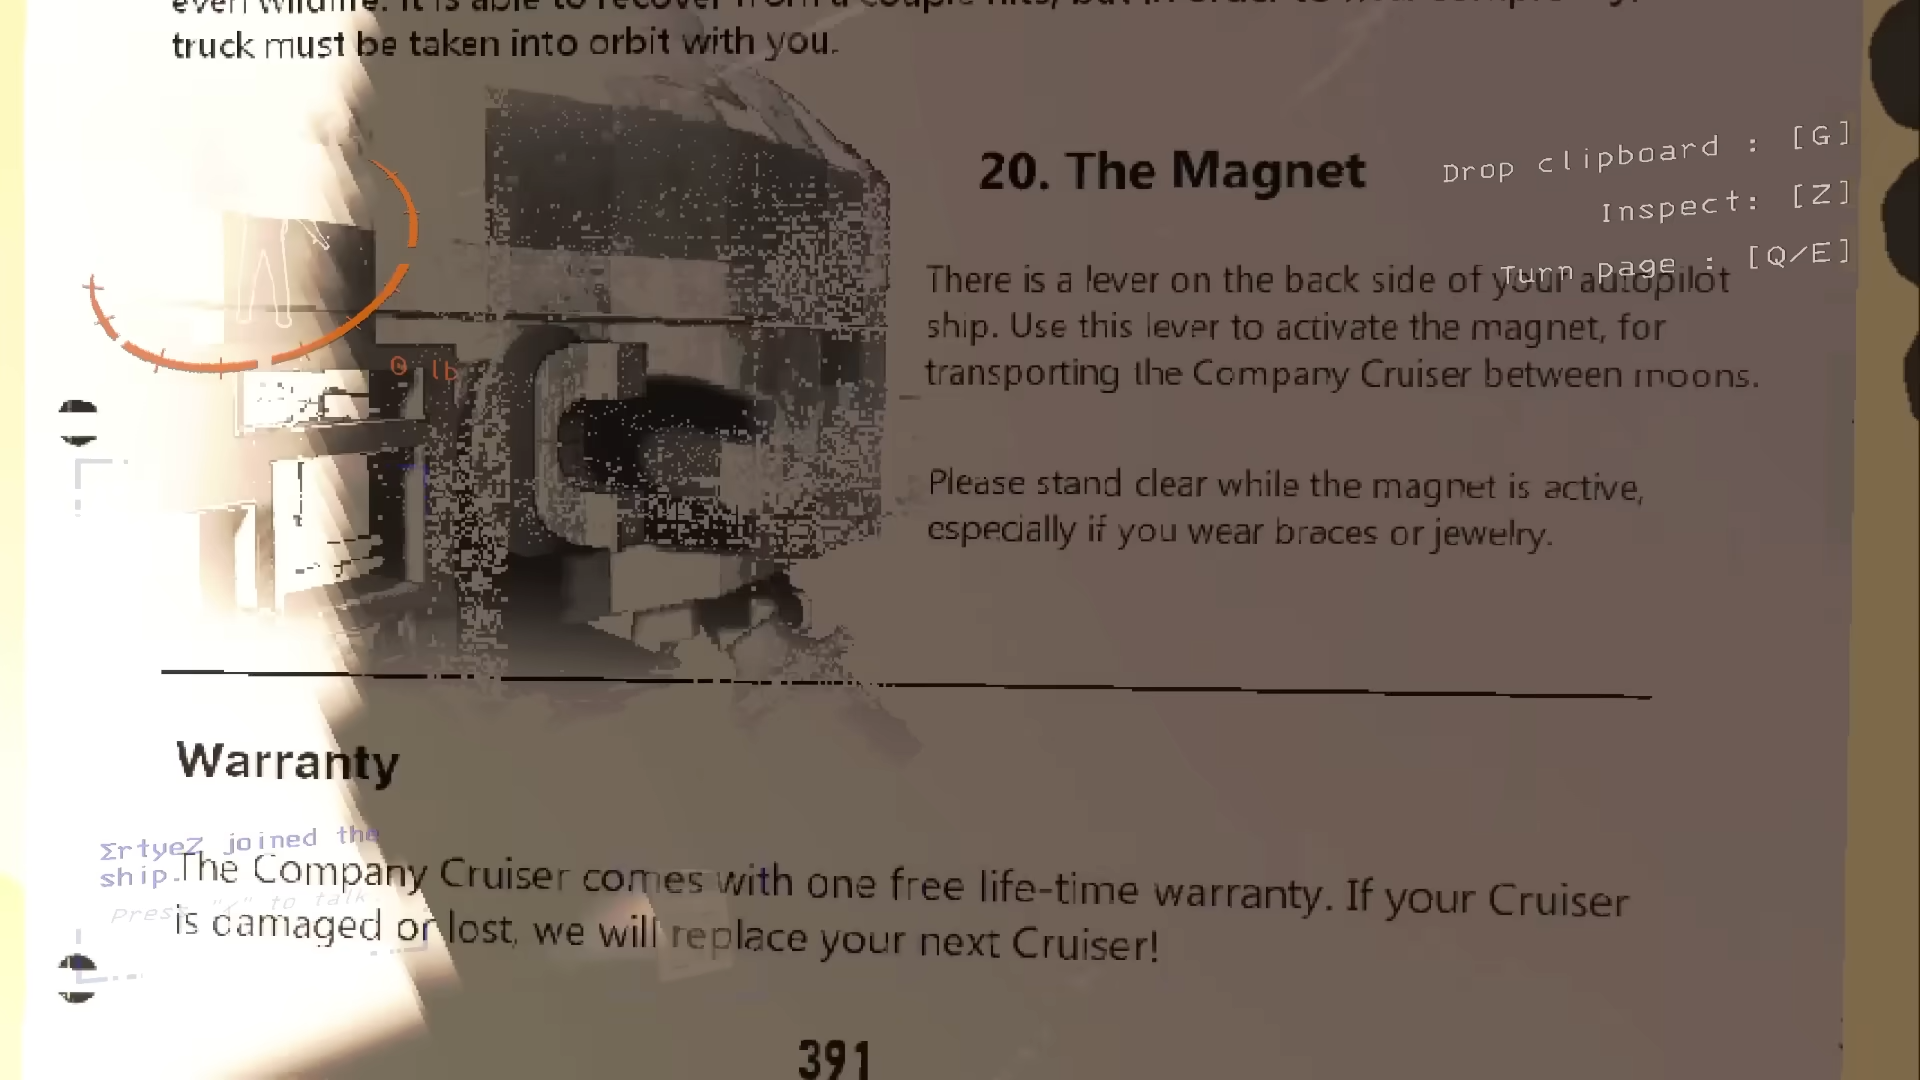 truck must be taken into orbit with you.
20. The Magnet
Drop clipboard : [G]
Inspect: [Z]
Turn page : [Q/E]
There is a lever on the back side of your autopilot
ship. Use this lever to activate the magnet, for
transporting the Company Cruiser between moons.
0 lb
Please stand clear while the magnet is active,
especially if you wear braces or jewelry.
Warranty
ΣrtyeZ joined the
ship.
The Company Cruiser comes with one free life-time warranty. If your Cruiser
Press "/" to talk
is damaged or lost, we will replace your next Cruiser!
391